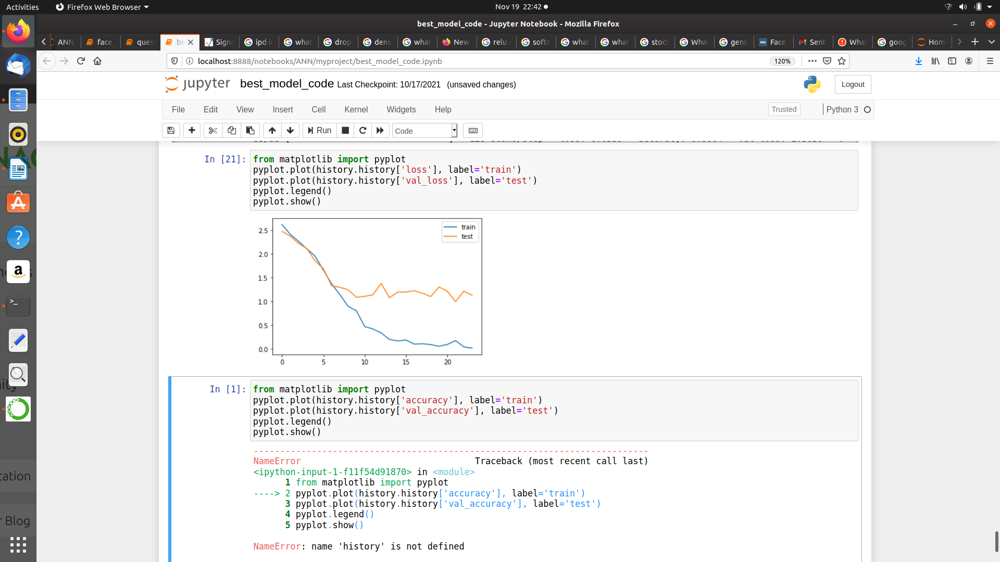 Activities
Firefox Web Browser
Nov 19 22:42
best_model_code - Jupyter Notebook - Mozilla Firefox
ANN
face_
ques
be
Signa
ipd in
what
drop
dens
what
New
relu a
softm
what
what
stoch
What
gens
tds
Face
Sent
What
goog
Hom
localhost:8888/notebooks/ANN/myproject/best_model_code.ipynb
120%
jupyter
best_model_code Last Checkpoint: 10/17/2021 (unsaved changes)
Logout
File
Edit
View
Insert
Cell
Kernel
Widgets
Help
Trusted
Python 3
Run
Code
In [21]:
from matplotlib import pyplot
pyplot.plot(history.history['loss'], label='train')
pyplot.plot(history.history['val_loss'], label='test')
pyplot.legend()
pyplot.show()
train
test
2.5
2.0
1.5
1.0
0.5
0.0
0 5 10 15 20
In [1]:
from matplotlib import pyplot
pyplot.plot(history.history['accuracy'], label='train')
pyplot.plot(history.history['val_accuracy'], label='test')
pyplot.legend()
pyplot.show()
---------------------------------------------------------------------------
NameError Traceback (most recent call last)
<ipython-input-1-f11f54d91870> in <module>
1 from matplotlib import pyplot
----> 2 pyplot.plot(history.history['accuracy'], label='train')
3 pyplot.plot(history.history['val_accuracy'], label='test')
4 pyplot.legend()
5 pyplot.show()
NameError: name 'history' is not defined
tation
r Blog